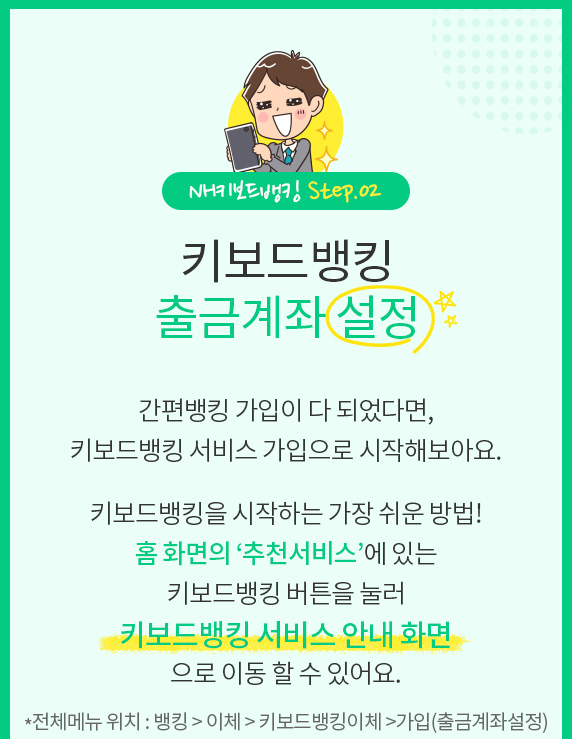 NH키보드뱅킹 Step.02
키보드뱅킹
출금계좌 설정
간편뱅킹 가입이 다 되었다면,
키보드뱅킹 서비스 가입으로 시작해보아요.
키보드뱅킹을 시작하는 가장 쉬운 방법!
홈 화면의 ‘추천서비스’에 있는
키보드뱅킹 버튼을 눌러
키보드뱅킹 서비스 안내 화면
으로 이동 할 수 있어요.
*전체메뉴 위치 : 뱅킹 > 이체 > 키보드뱅킹이체 >가입(출금계좌설정)